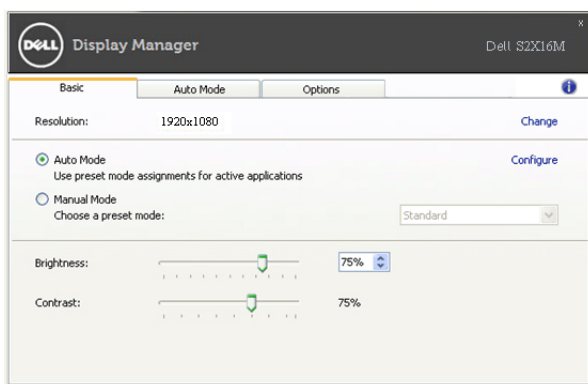 x
DELL Display Manager Dell S2X16M
Basic Auto Mode Options i
Resolution: 1920x1080 Change
Auto Mode Configure
Use preset mode assignments for active applications
Manual Mode
Choose a preset mode: Standard
Brightness: 75%
Contrast: 75%